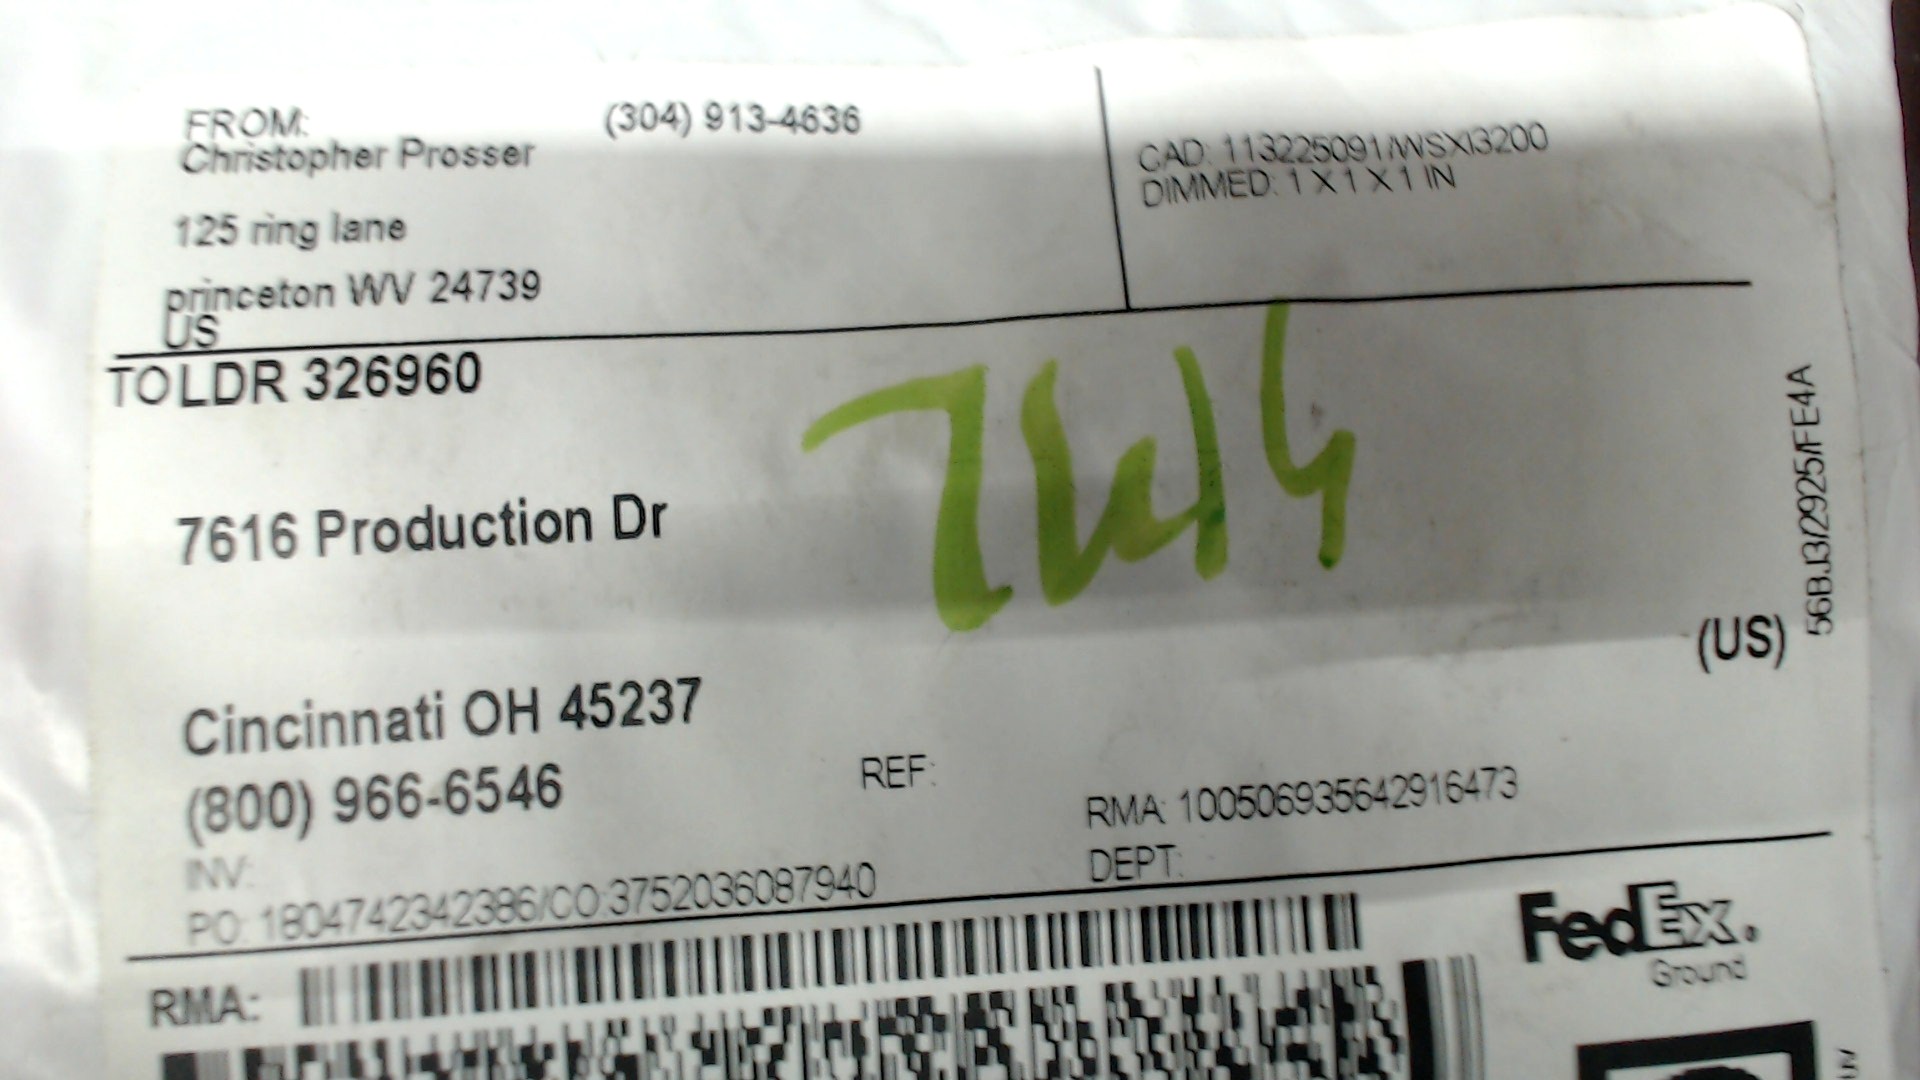 FROM: (304) 913-4636
Christopher Prosser
125 ring lane
princeton WV 24739
US
CAD: 113225091/WSXI3200
DIMMED: 1 X 1 X 1 IN
TO LDR 326960
7616 Production Dr
Cincinnati OH 45237
(US)
(800) 966-6546
REF:
INV:
RMA: 100506935642916473
PO: 1804742342386/CO:3752036087940
DEPT:
56BJ3/2925/FE4A
RMA:
FedEx
Ground